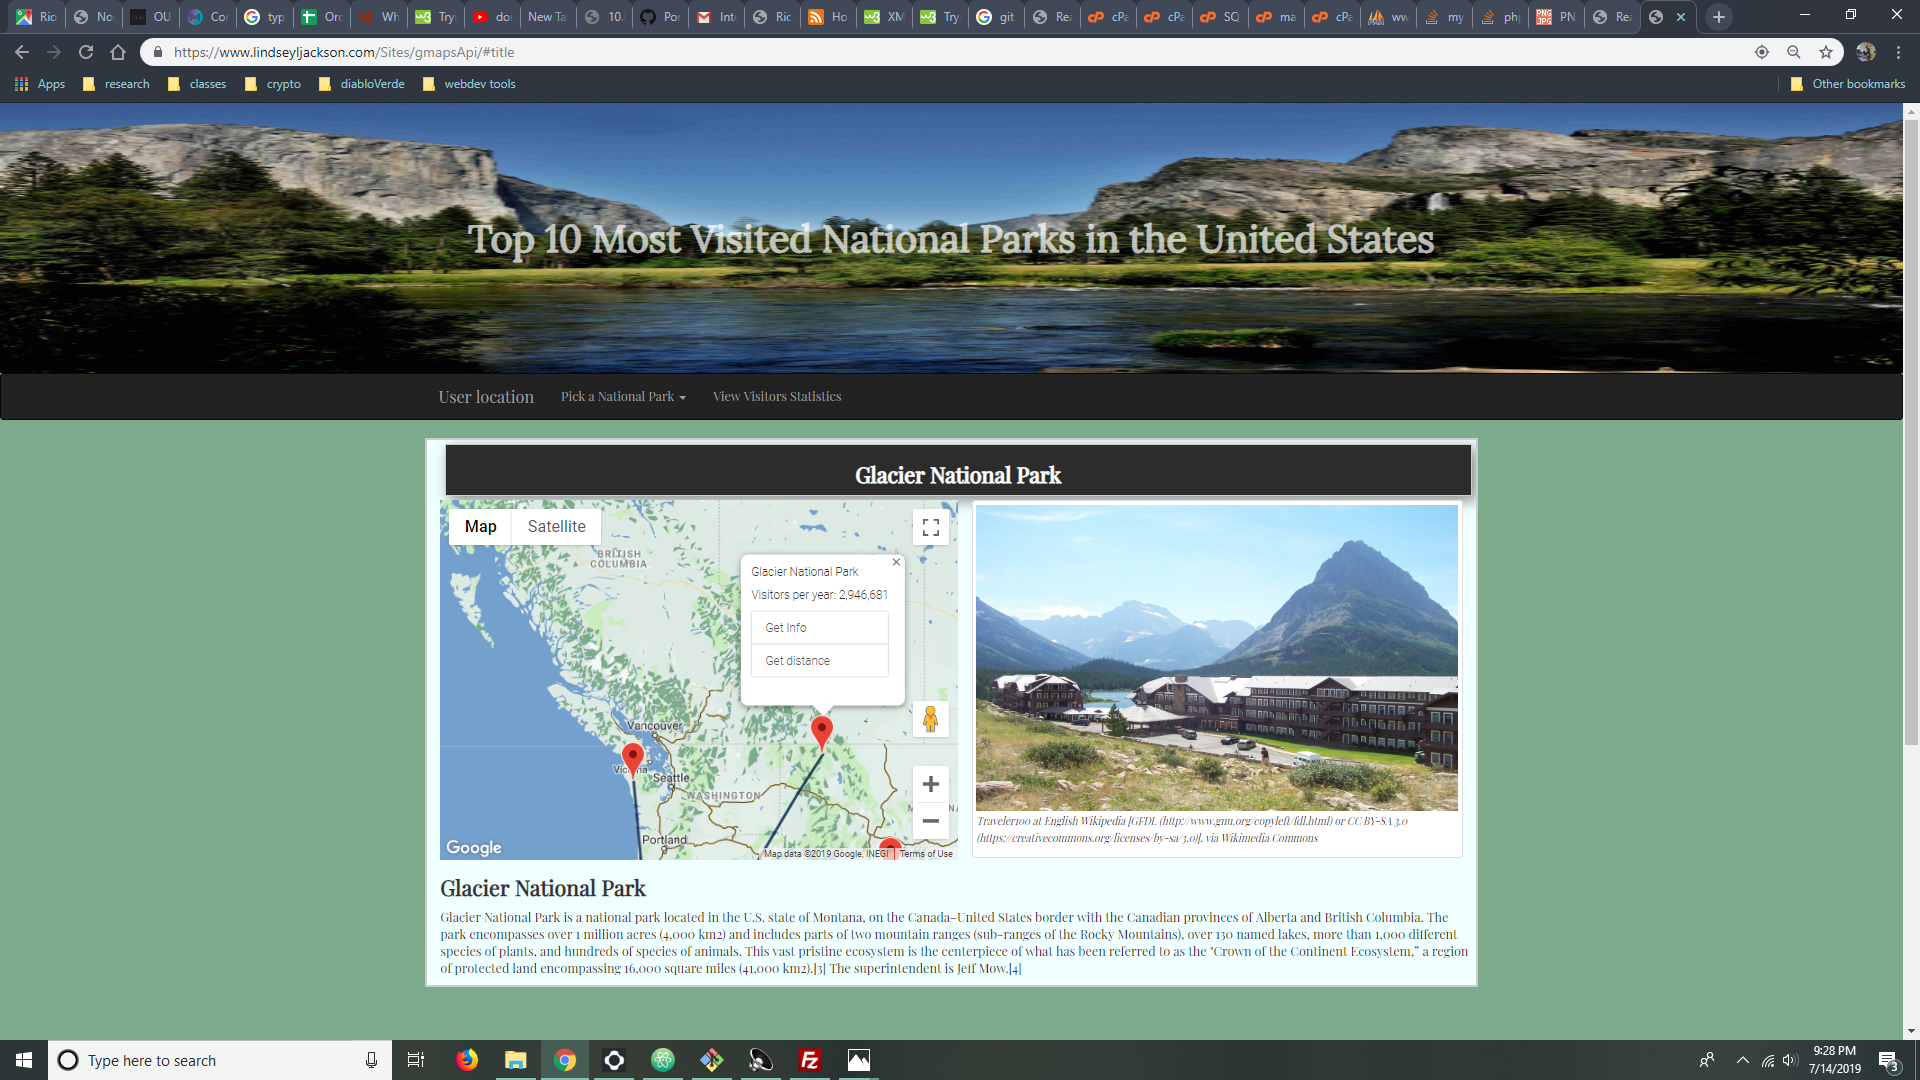 Rio
No
OU
Co
typ
Wh
Try
do
New Ta
10.
Po
Int
Ric
Ho
XM
Try
git
Rea
cPa
cPa
SQ
ma
cPa
ww
my
ph
PN
Rea
https://www.lindseyljackson.com/Sites/gmapsApi/#title
Apps research classes crypto diabloVerde webdev tools Other bookmarks
Top 10 Most Visited National Parks in the United States
User location Pick a National Park View Visitors Statistics
Glacier National Park
Map Satellite
BRITISH
COLUMBIA
Glacier National Park
Visitors per year: 2,946,681
Get Info
Get distance
Vancouver
Seattle
WASHINGTON
Portland
Google
Map data ©2019 Google, INEGI Terms of Use
Traveler100 at English Wikipedia [GFDL (http://www.gnu.org/copyleft/fdl.html) or CC BY-SA 3.0
(https://creativecommons.org/licenses/by-sa/3.0)], via Wikimedia Commons
Glacier National Park
Glacier National Park is a national park located in the U.S. state of Montana, on the Canada–United States border with the Canadian provinces of Alberta and British Columbia. The
park encompasses over 1 million acres (4,000 km2) and includes parts of two mountain ranges (sub-ranges of the Rocky Mountains), over 130 named lakes, more than 1,000 different
species of plants, and hundreds of species of animals. This vast pristine ecosystem is the centerpiece of what has been referred to as the "Crown of the Continent Ecosystem," a region
of protected land encompassing 16,000 square miles (41,000 km2).[3] The superintendent is Jeff Mow.[4]
Type here to search
9:28 PM
7/14/2019
3